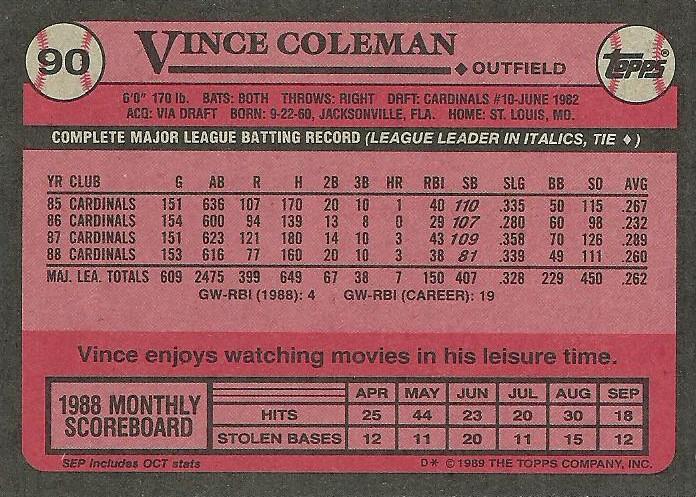 90
VINCE COLEMAN
◆ OUTFIELD
TOPPS®
6'0" 170 lb. BATS: BOTH THROWS: RIGHT DRFT: CARDINALS #10-JUNE 1982
ACQ: VIA DRAFT BORN: 9-22-60, JACKSONVILLE, FLA. HOME: ST. LOUIS, MO.
COMPLETE MAJOR LEAGUE BATTING RECORD (LEAGUE LEADER IN ITALICS, TIE ♦)
YR CLUB G AB R H 2B 3B HR RBI SB SLG BB SO AVG
85 CARDINALS 151 636 107 170 20 10 1 40 110 .335 50 115 .267
86 CARDINALS 154 600 94 139 13 8 0 29 107 .280 60 98 .232
87 CARDINALS 151 623 121 180 14 10 3 43 109 .358 70 126 .289
88 CARDINALS 153 616 77 160 20 10 3 38 81 .339 49 111 .260
MAJ. LEA. TOTALS 609 2475 399 649 67 38 7 150 407 .328 229 450 .262
GW-RBI (1988): 4 GW-RBI (CAREER): 19
Vince enjoys watching movies in his leisure time.
1988 MONTHLY
SCOREBOARD
APR MAY JUN JUL AUG SEP
HITS 25 44 23 20 30 18
STOLEN BASES 12 11 20 11 15 12
SEP includes OCT stats
D* © 1989 THE TOPPS COMPANY, INC.